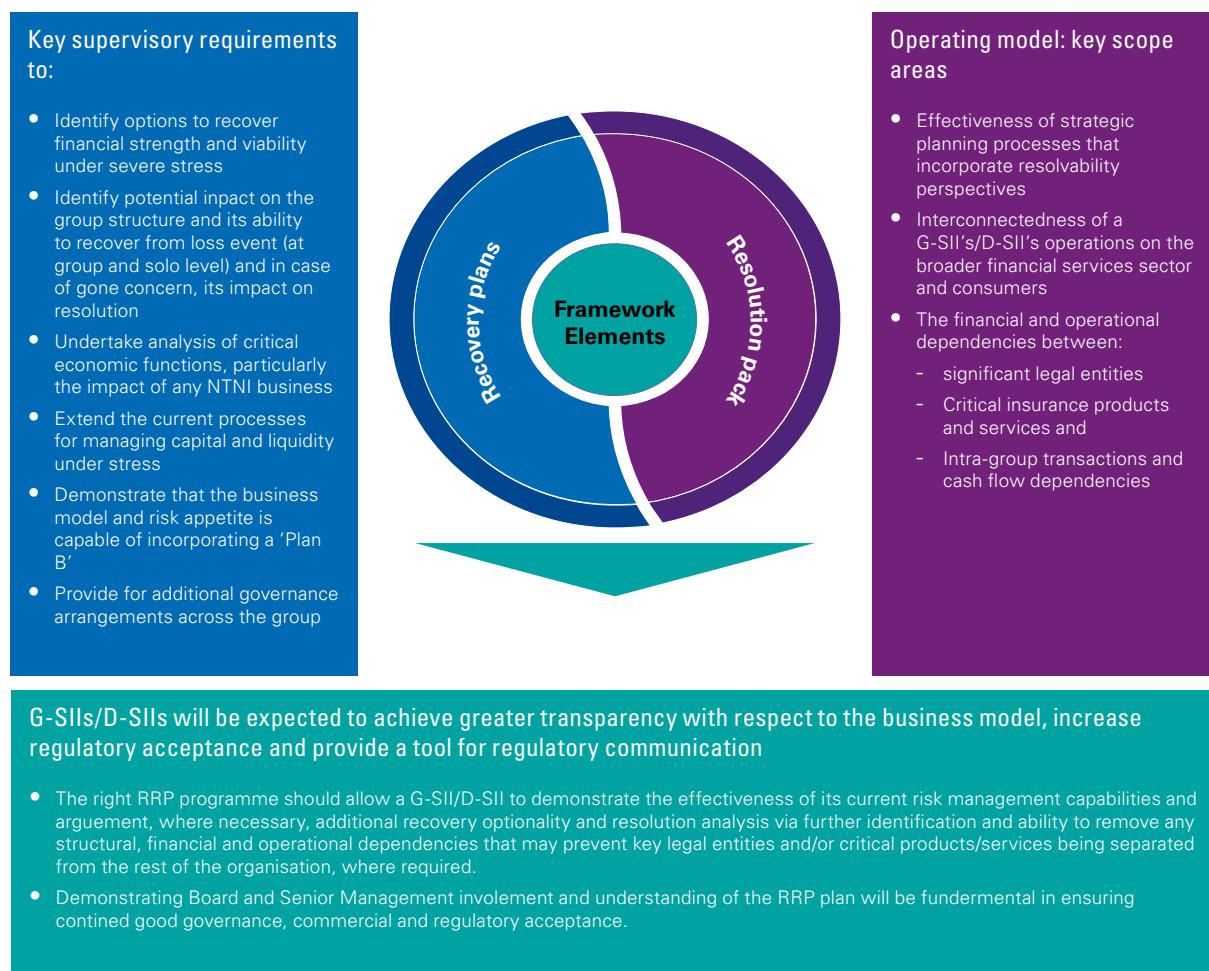 Key supervisory requirements
to:
• Identify options to recover
financial strength and viability
under severe stress
• Identify potential inpact on the
group structure and its ability
to recover from loss event (at
group and solo level) and in case
of gone concern, its impact on
resolution
• Undertake analysis of critical
economic functions, particularly
the impact of any NTNI business
• Extend the current processes
for managing capital and liquidity
under stress
• Demonstrate that the business
model and risk appetite is
capable of incorporating a ‘Plan
B’
• Provide for additional governance
arrangements across the group
Recovery plans
Framework
Elements
Resolution pack
Operating model: key scope
areas
• Effectiveness of strategic
planning processes that
incorporate resolvability
perspectives
• Interconnectedness of a
G-SII’s/D-SII’s operations on the
broader financial services sector
and consumers
• The financial and operational
dependencies between:
- significant legal entities
- Critical insurance products
and services and
- Intra-group transactions and
cash flow dependencies
G-SIIs/D-SIIs will be expected to achieve greater transparency with respect to the business model, increase
regulatory acceptance and provide a tool for regulatory communication
• The right RRP programme should allow a G-SII/D-SII to demonstrate the effectiveness of its current risk management capabilities and
arguement, where necessary, additional recovery optionality and resolution analysis via further identification and ability to remove any
structural, financial and operational dependencies that may prevent key legal entities and/or critical products/services being separated
from the rest of the organisation, where required.
• Demonstrating Board and Senior Management involement and understanding of the RRP plan will be fundermental in ensuring
contined good governance, commercial and regulatory acceptance.